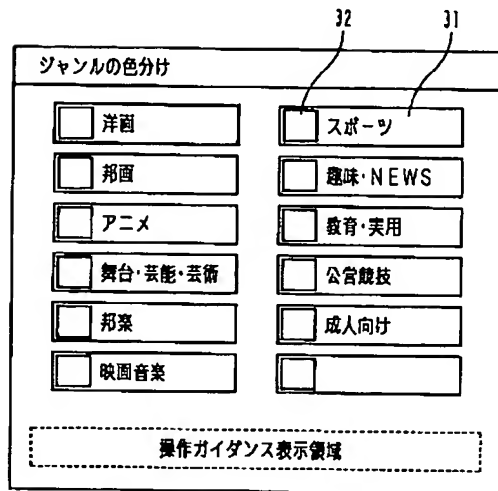 32 31
ジャンルの色分け
洋画 スポーツ
邦画 趣味・NEWS
アニメ 教育・実用
舞台・芸能・芸術 公営競技
邦楽 成人向け
映画音楽
操作ガイダンス表示領域